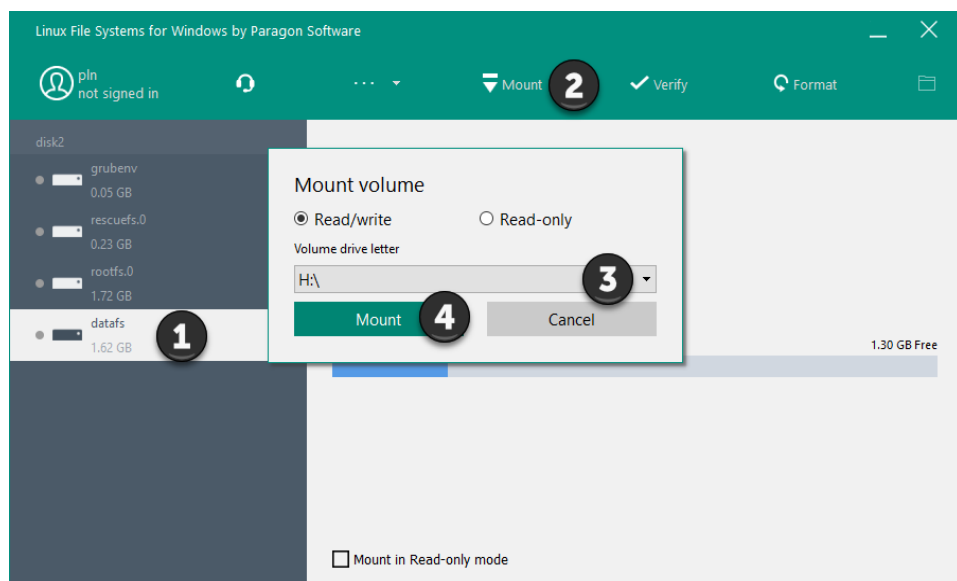 Linux File Systems for Windows by Paragon Software
pln
not signed in
Mount
2
Verify
Format
disk2
grubenv
0.05 GB
rescuefs.0
0.23 GB
rootfs.0
1.72 GB
datafs
1.62 GB
1
Mount volume
Read/write
Read-only
Volume drive letter
H:\
3
Mount
4
Cancel
1.30 GB Free
Mount in Read-only mode